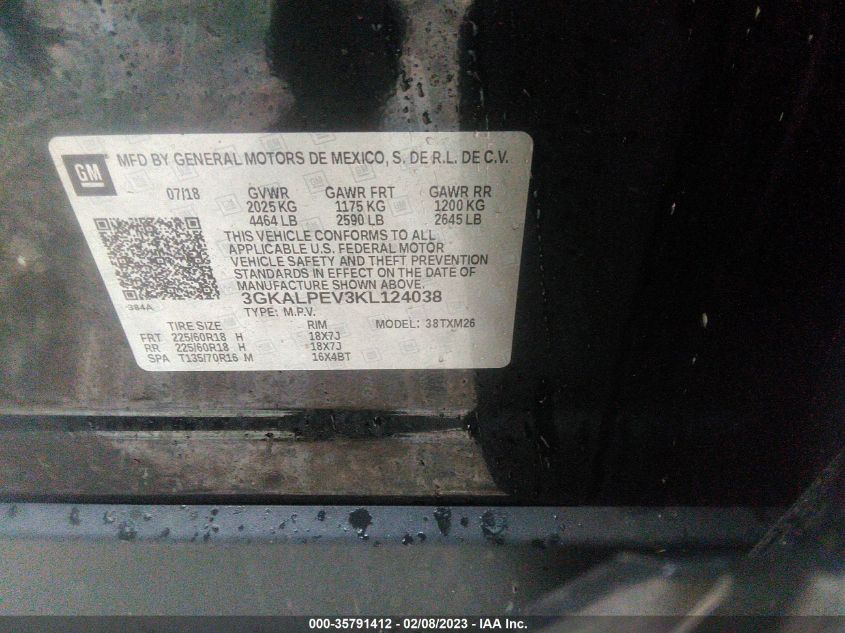 GM
MFD BY GENERAL MOTORS DE MEXICO, S. DE R.L. DE C.V.
07/18 GVWR GAWR FRT GAWR RR
2025 KG 1175 KG 1200 KG
4464 LB 2590 LB 2645 LB
THIS VEHICLE CONFORMS TO ALL
APPLICABLE U.S. FEDERAL MOTOR
VEHICLE SAFETY AND THEFT PREVENTION
STANDARDS IN EFFECT ON THE DATE OF
MANUFACTURE SHOWN ABOVE.
384A 3GKALPEV3KL124038
TYPE: M.P.V.
TIRE SIZE RIM MODEL: 38TXM26
FRT 225/60R18 H 18X7J
RR 225/60R18 H 18X7J
SPA T135/70R16 M 16X4BT
000-35791412 — 02/08/2023 — IAA Inc.